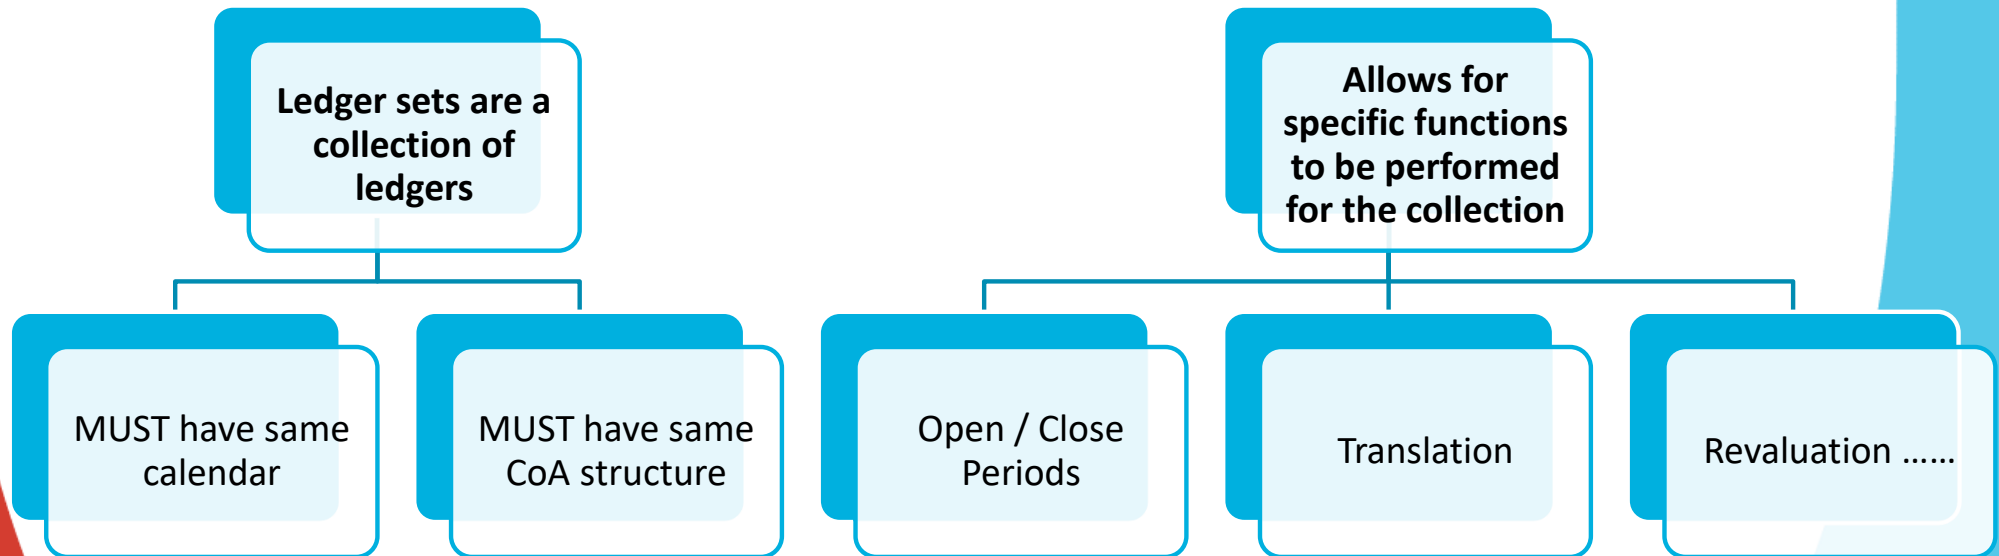 Ledger sets are a
collection of
ledgers
MUST have same
calendar
MUST have same
CoA structure
Allows for
specific functions
to be performed
for the collection
Open / Close
Periods
Translation
Revaluation ......